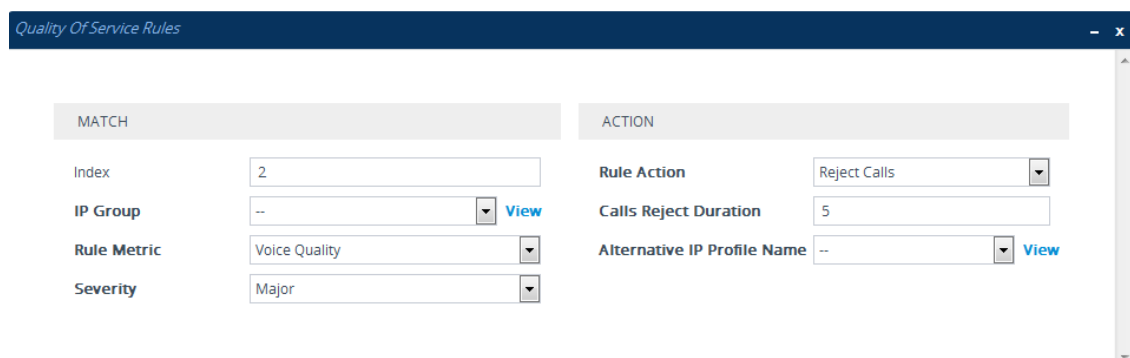 Quality Of Service Rules – x
MATCH ACTION
Index 2 Rule Action Reject Calls
IP Group -- View Calls Reject Duration 5
Rule Metric Voice Quality Alternative IP Profile Name -- View
Severity Major